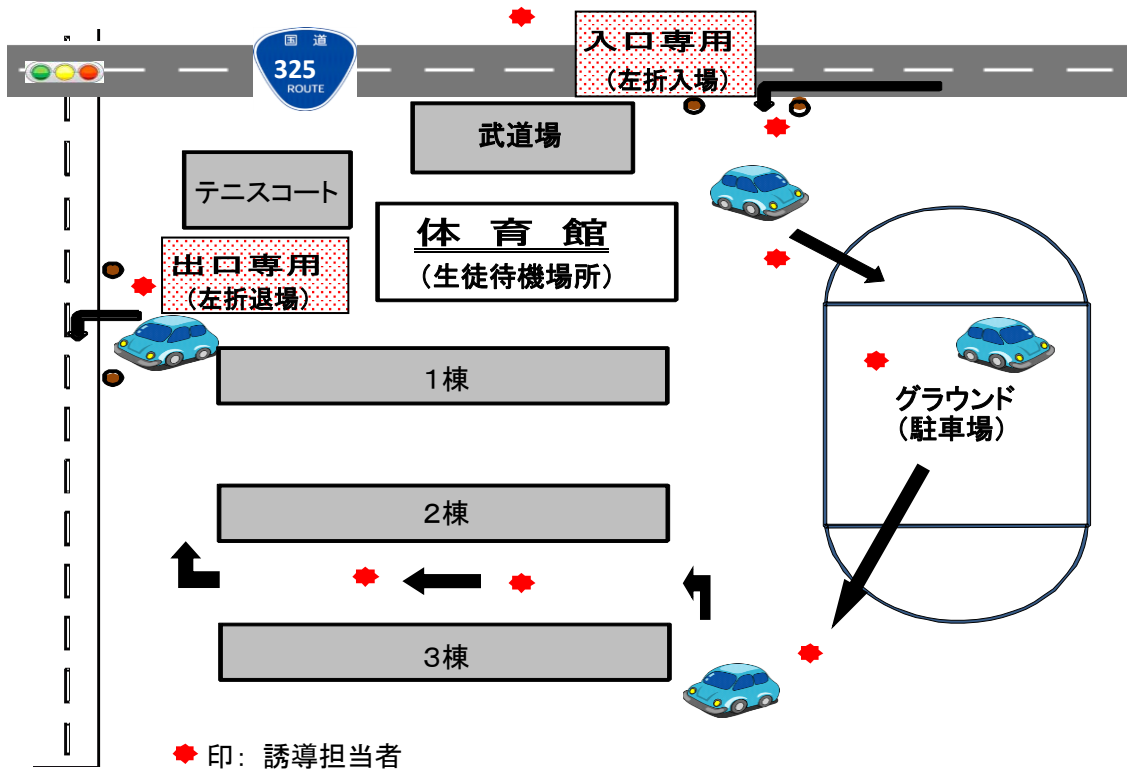 国道
325
ROUTE
入口専用
（左折入場）
武道場
テニスコート
体育館
（生徒待機場所）
出口専用
（左折退場）
１棟
グラウンド
（駐車場）
２棟
３棟
印： 誘導担当者